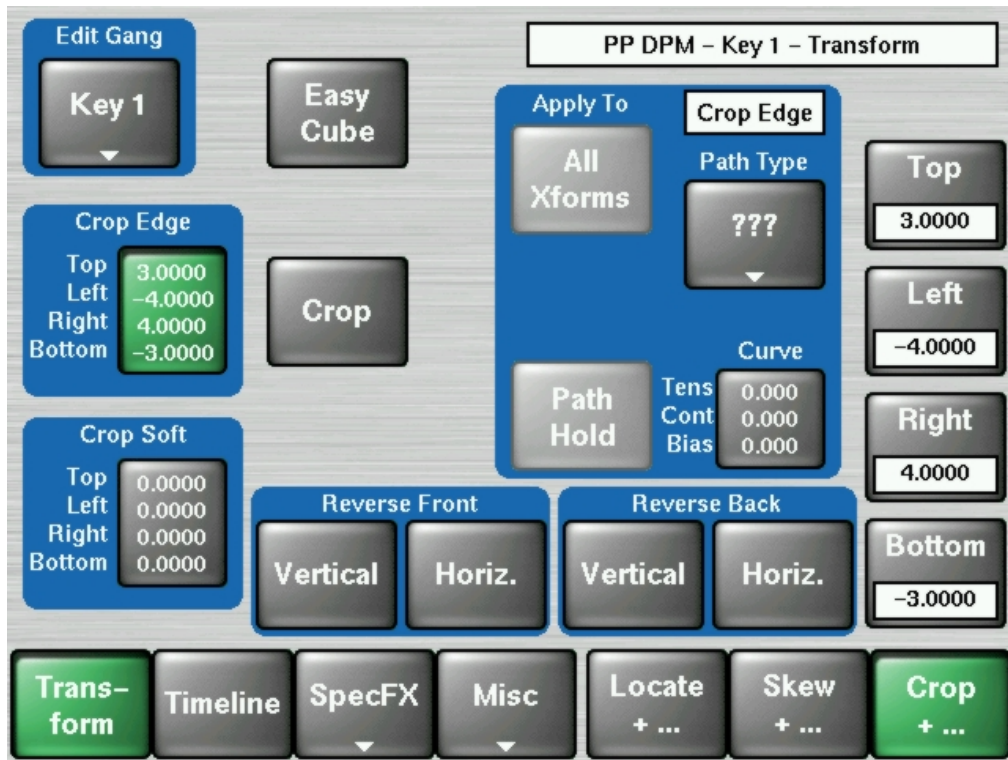 Edit Gang
Key 1
Easy
Cube
PP DPM – Key 1 – Transform
Apply To
Crop Edge
All
Xforms
Path Type
???
Top
3.0000
Crop Edge
Top 3.0000
Left –4.0000
Right 4.0000
Bottom –3.0000
Crop
Left
–4.0000
Path
Hold
Curve
Tens 0.000
Cont 0.000
Bias 0.000
Right
4.0000
Crop Soft
Top 0.0000
Left 0.0000
Right 0.0000
Bottom 0.0000
Reverse Front
Vertical Horiz.
Reverse Back
Vertical Horiz.
Bottom
–3.0000
Trans–
form
Timeline
SpecFX
Misc
Locate
+ ...
Skew
+ ...
Crop
+ ...